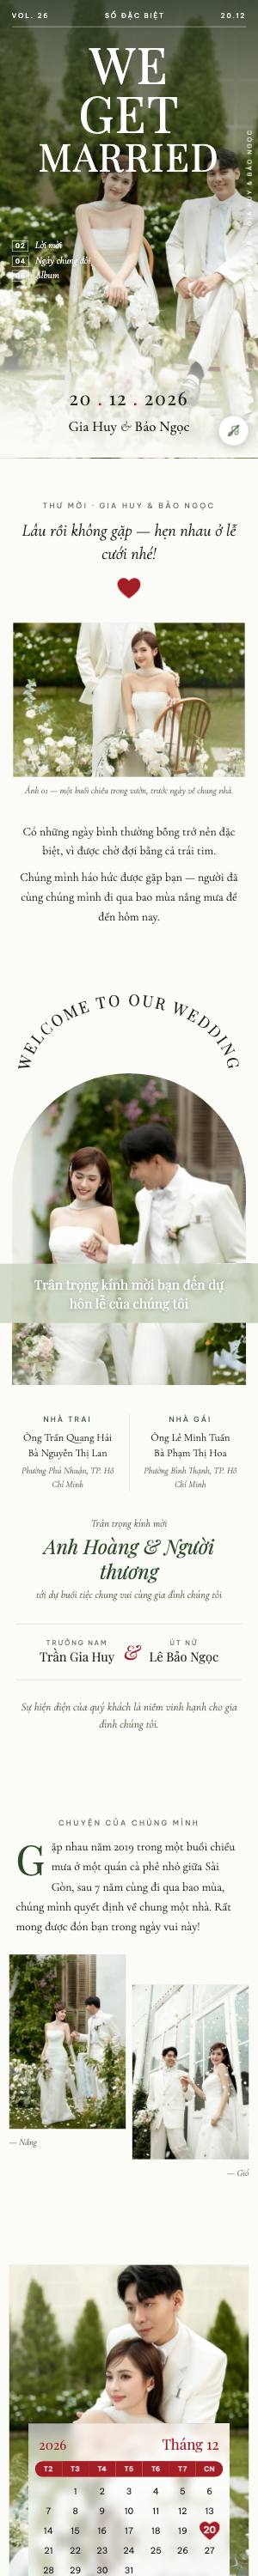 VOL. 26 SỐ ĐẶC BIỆT 20.12
WE
GET
MARRIED
02 Lời mời
04 Ngày chung đôi
Album
20 . 12 . 2026
Gia Huy & Bảo Ngọc
THƯ MỜI · GIA HUY & BẢO NGỌC
Lâu rồi không gặp — hẹn nhau ở lễ
cưới nhé!
Ảnh 01 — một buổi chiều trong vườn, trước ngày về chung nhà.
Có những ngày bình thường bỗng trở nên đặc
biệt, vì được chờ đợi bằng cả trái tim.
Chúng mình háo hức được gặp bạn — người đã
cùng chúng mình đi qua bao mùa nắng mưa để
đến hôm nay.
WELCOME TO OUR WEDDING
Trân trọng kính mời bạn đến dự
hôn lễ của chúng tôi
NHÀ TRAI
Ông Trần Quang Hải
Bà Nguyễn Thị Lan
Phường Phú Nhuận, TP. Hồ
Chí Minh
NHÀ GÁI
Ông Lê Minh Tuấn
Bà Phạm Thị Hoa
Phường Bình Thạnh, TP. Hồ
Chí Minh
Trân trọng kính mời
Anh Hoàng & Người
thương
tới dự buổi tiệc chung vui cùng gia đình chúng tôi
TRƯỞNG NAM
Trần Gia Huy
&
ÚT NỮ
Lê Bảo Ngọc
Sự hiện diện của quý khách là niềm vinh hạnh cho gia
đình chúng tôi.
CHUYỆN CỦA CHÚNG MÌNH
Gặp nhau năm 2019 trong một buổi chiều
mưa ở một quán cà phê nhỏ giữa Sài
Gòn, sau 7 năm cùng đi qua bao mùa,
chúng mình quyết định về chung một nhà. Rất
mong được đón bạn trong ngày vui này!
— Nắng
— Gió
2026 Tháng 12
T2 T3 T4 T5 T6 T7 CN
1 2 3 4 5 6
7 8 9 10 11 12 13
14 15 16 17 18 19 20
21 22 23 24 25 26 27
28 29 30 31